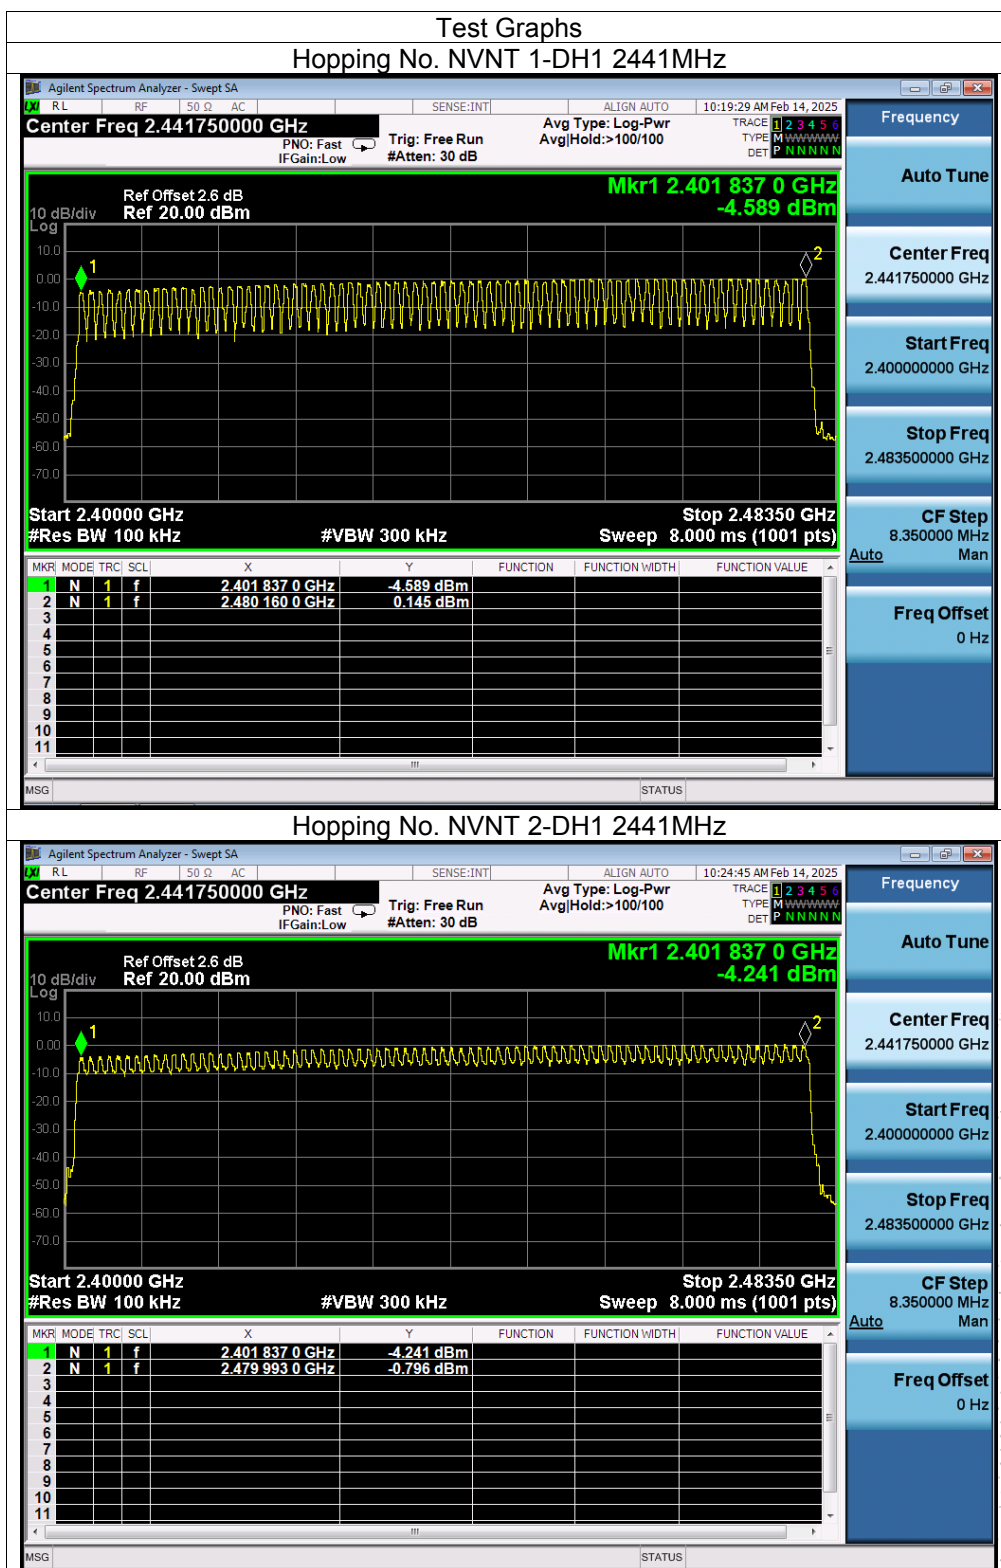 Test Graphs
Hopping No. NVNT 1-DH1 2441MHz
Agilent Spectrum Analyzer - Swept SA
LXI RL RF 50 Ω AC SENSE:INT ALIGN AUTO 10:19:29 AM Feb 14, 2025
Frequency
Center Freq 2.441750000 GHz
PNO: Fast
IFGain:Low
Trig: Free Run
#Atten: 30 dB
Avg Type: Log-Pwr
Avg|Hold:>100/100
TRACE 1 2 3 4 5 6
TYPE M WWWWW
DET P N N N N N
Auto Tune
Ref Offset 2.6 dB
10 dB/div Ref 20.00 dBm
Log
Mkr1 2.401 837 0 GHz
-4.589 dBm
10.0
0.00
-10.0
-20.0
-30.0
-40.0
-50.0
-60.0
-70.0
1
2
Start 2.40000 GHz Stop 2.48350 GHz
#Res BW 100 kHz #VBW 300 kHz Sweep 8.000 ms (1001 pts)
Center Freq
2.441750000 GHz
Start Freq
2.400000000 GHz
Stop Freq
2.483500000 GHz
CF Step
8.350000 MHz
Auto Man
Freq Offset
0 Hz
MKR MODE TRC SCL X Y FUNCTION FUNCTION WIDTH FUNCTION VALUE
1 N 1 f 2.401 837 0 GHz -4.589 dBm
2 N 1 f 2.480 160 0 GHz 0.145 dBm
3
4
5
6
7
8
9
10
11
MSG STATUS
Hopping No. NVNT 2-DH1 2441MHz
Agilent Spectrum Analyzer - Swept SA
LXI RL RF 50 Ω AC SENSE:INT ALIGN AUTO 10:24:45 AM Feb 14, 2025
Frequency
Center Freq 2.441750000 GHz
PNO: Fast
IFGain:Low
Trig: Free Run
#Atten: 30 dB
Avg Type: Log-Pwr
Avg|Hold:>100/100
TRACE 1 2 3 4 5 6
TYPE M WWWWW
DET P N N N N N
Auto Tune
Ref Offset 2.6 dB
10 dB/div Ref 20.00 dBm
Log
Mkr1 2.401 837 0 GHz
-4.241 dBm
10.0
0.00
-10.0
-20.0
-30.0
-40.0
-50.0
-60.0
-70.0
1
2
Start 2.40000 GHz Stop 2.48350 GHz
#Res BW 100 kHz #VBW 300 kHz Sweep 8.000 ms (1001 pts)
Center Freq
2.441750000 GHz
Start Freq
2.400000000 GHz
Stop Freq
2.483500000 GHz
CF Step
8.350000 MHz
Auto Man
Freq Offset
0 Hz
MKR MODE TRC SCL X Y FUNCTION FUNCTION WIDTH FUNCTION VALUE
1 N 1 f 2.401 837 0 GHz -4.241 dBm
2 N 1 f 2.479 993 0 GHz -0.796 dBm
3
4
5
6
7
8
9
10
11
MSG STATUS